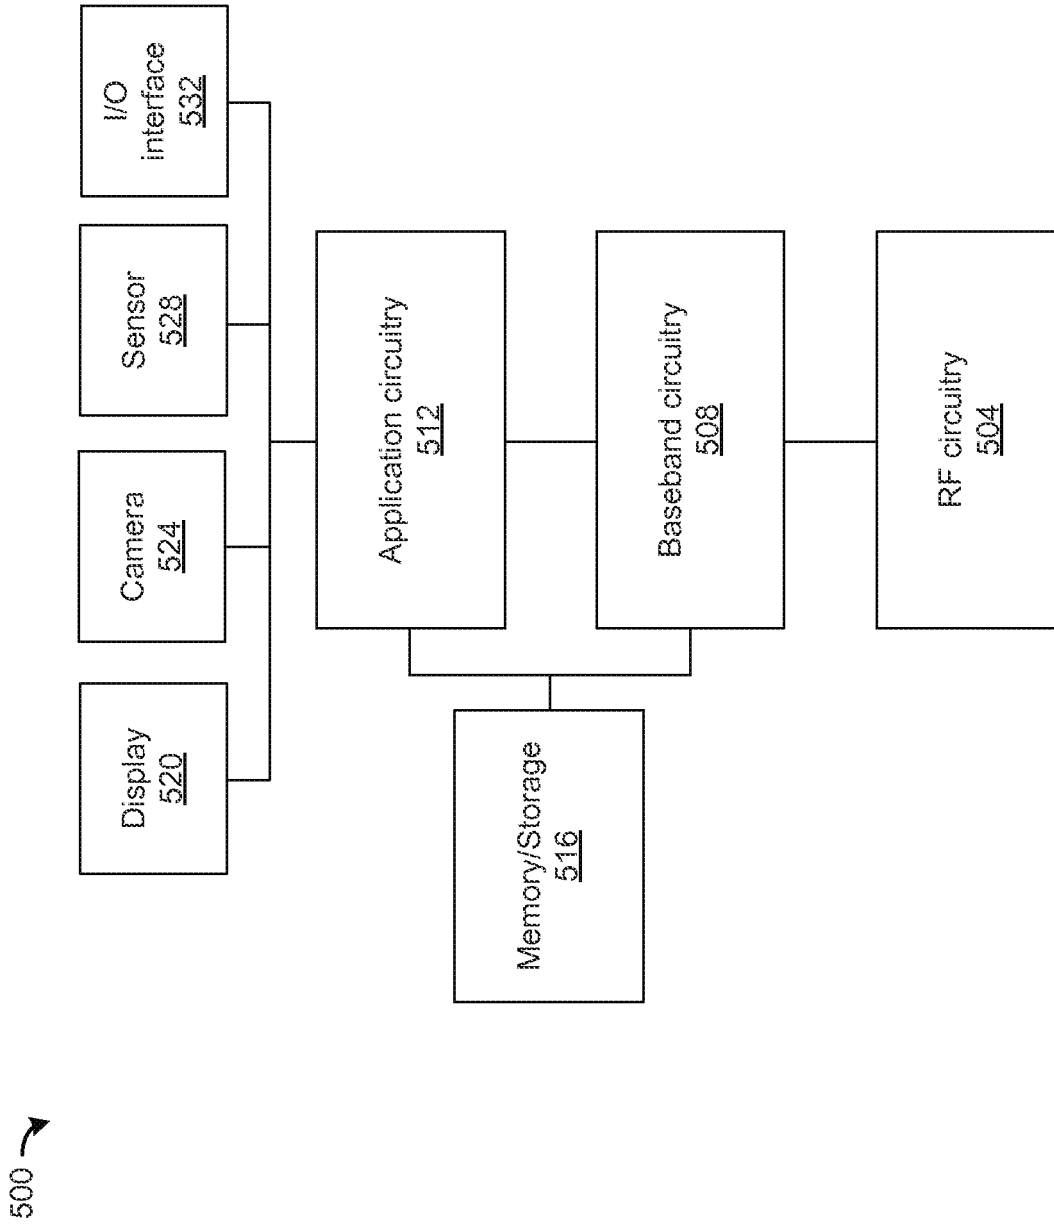 500
Display
520
Camera
524
Sensor
528
I/O
interface
532
Application circuitry
512
Memory/Storage
516
Baseband circuitry
508
RF circuitry
504